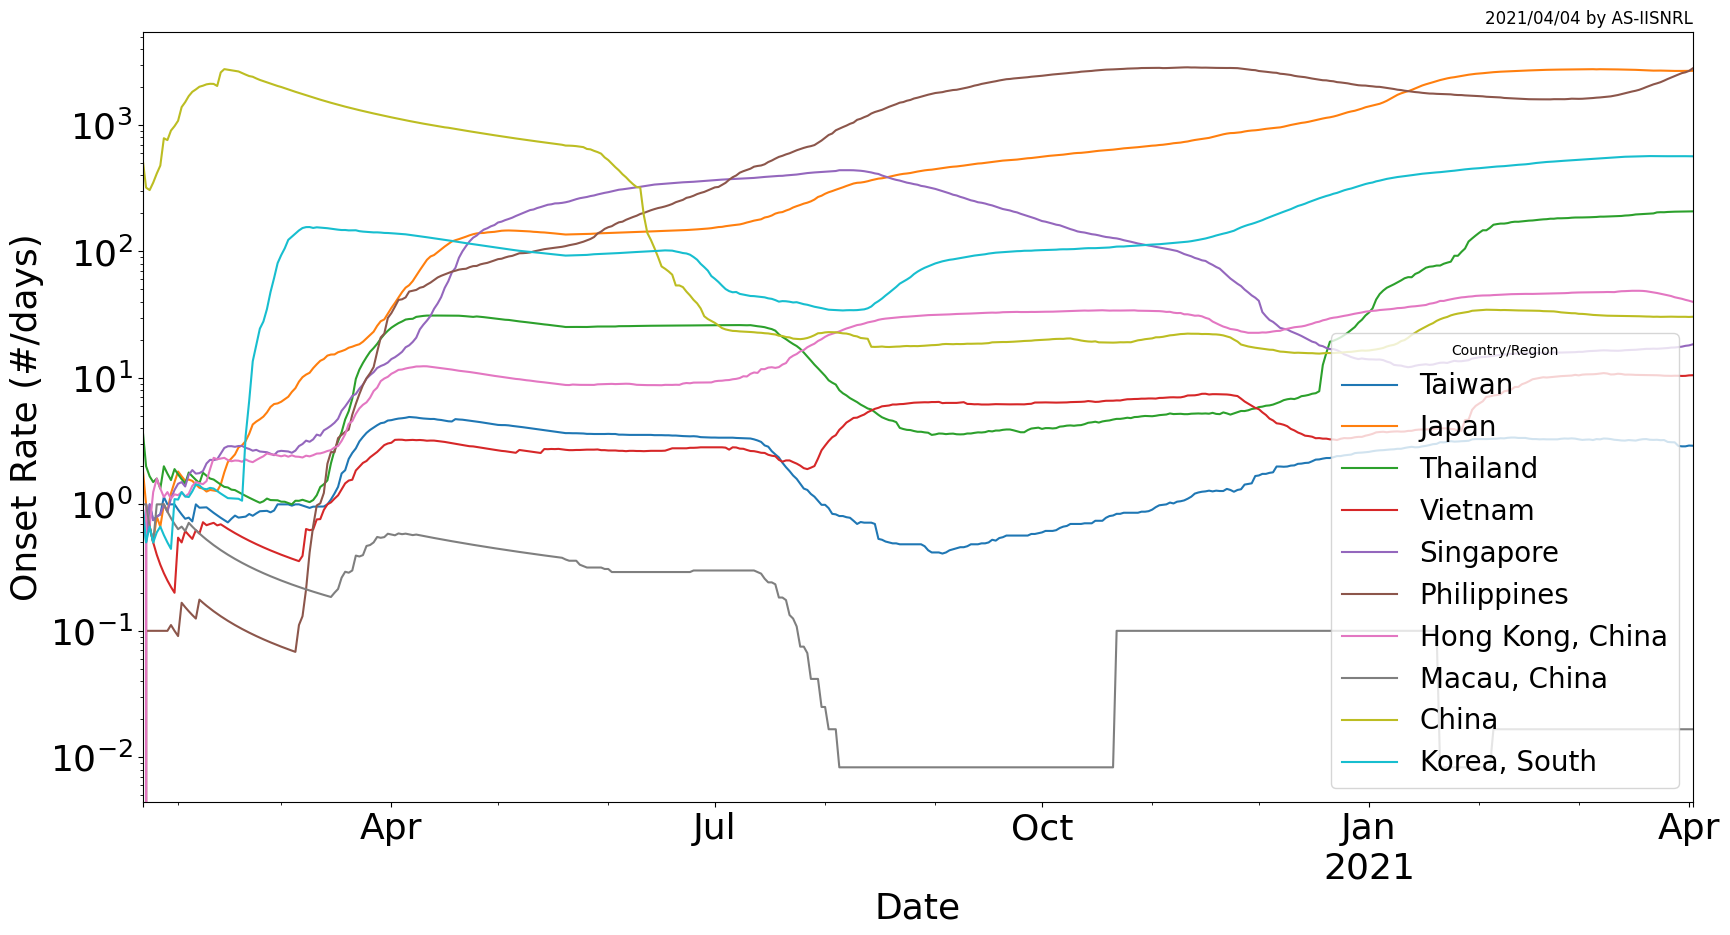 2021/04/04 by AS-IISNRL
Onset Rate (#/days)
10³
10²
10¹
10⁰
10⁻¹
10⁻²
Country/Region
Taiwan
Japan
Thailand
Vietnam
Singapore
Philippines
Hong Kong, China
Macau, China
China
Korea, South
Apr Jul Oct Jan Apr
2021
Date